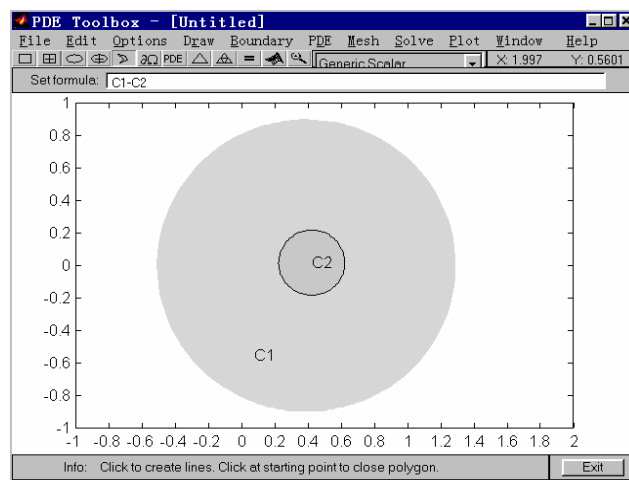 PDE Toolbox - [Untitled]
File Edit Options Draw Boundary PDE Mesh Solve Plot Window Help
∂Ω PDE = Generic Scalar X: 1.997 Y: 0.5601
Set formula: C1-C2
1
0.8
0.6
0.4
0.2
0
-0.2
-0.4
-0.6
-0.8
-1
C2
C1
-1 -0.8 -0.6 -0.4 -0.2 0 0.2 0.4 0.6 0.8 1 1.2 1.4 1.6 1.8 2
Info: Click to create lines. Click at starting point to close polygon. Exit